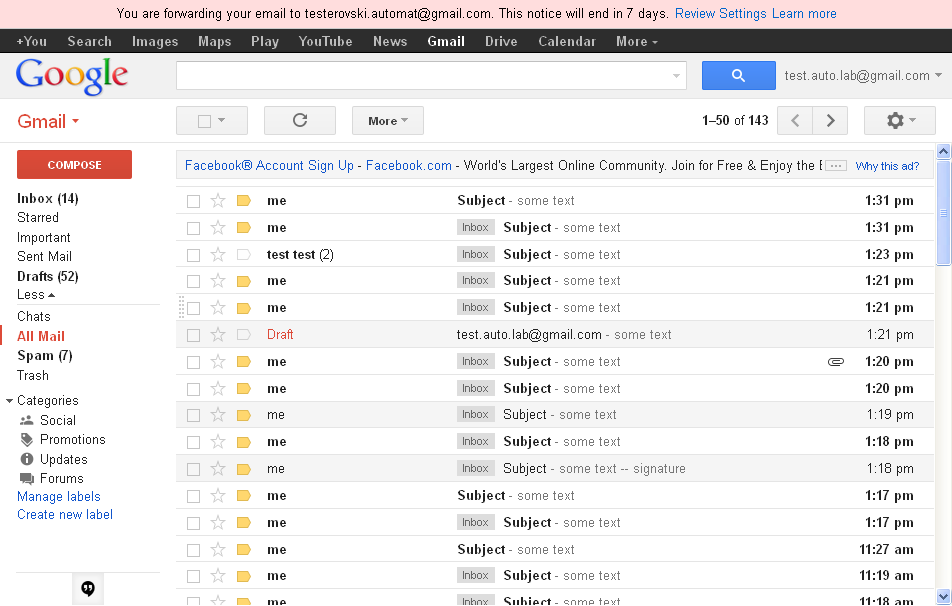 You are forwarding your email to testerovski.automat@gmail.com. This notice will end in 7 days. Review Settings Learn more
+You Search Images Maps Play YouTube News Gmail Drive Calendar More
Google test.auto.lab@gmail.com
Gmail More 1–50 of 143
COMPOSE
Inbox (14)
Starred
Important
Sent Mail
Drafts (52)
Less
Chats
All Mail
Spam (7)
Trash
Categories
Social
Promotions
Updates
Forums
Manage labels
Create new label
Facebook® Account Sign Up - Facebook.com - World's Largest Online Community. Join for Free & Enjoy the Why this ad?
me Subject - some text 1:31 pm
me Inbox Subject - some text 1:31 pm
test test (2) Inbox Subject - some text 1:23 pm
me Inbox Subject - some text 1:21 pm
me Inbox Subject - some text 1:21 pm
Draft test.auto.lab@gmail.com - some text 1:21 pm
me Inbox Subject - some text 1:20 pm
me Inbox Subject - some text 1:20 pm
me Inbox Subject - some text 1:19 pm
me Inbox Subject - some text 1:18 pm
me Inbox Subject - some text -- signature 1:18 pm
me Subject - some text 1:17 pm
me Inbox Subject - some text 1:17 pm
me Subject - some text 11:27 am
me Inbox Subject - some text 11:19 am
me Inbox Subject - some text 11:18 am